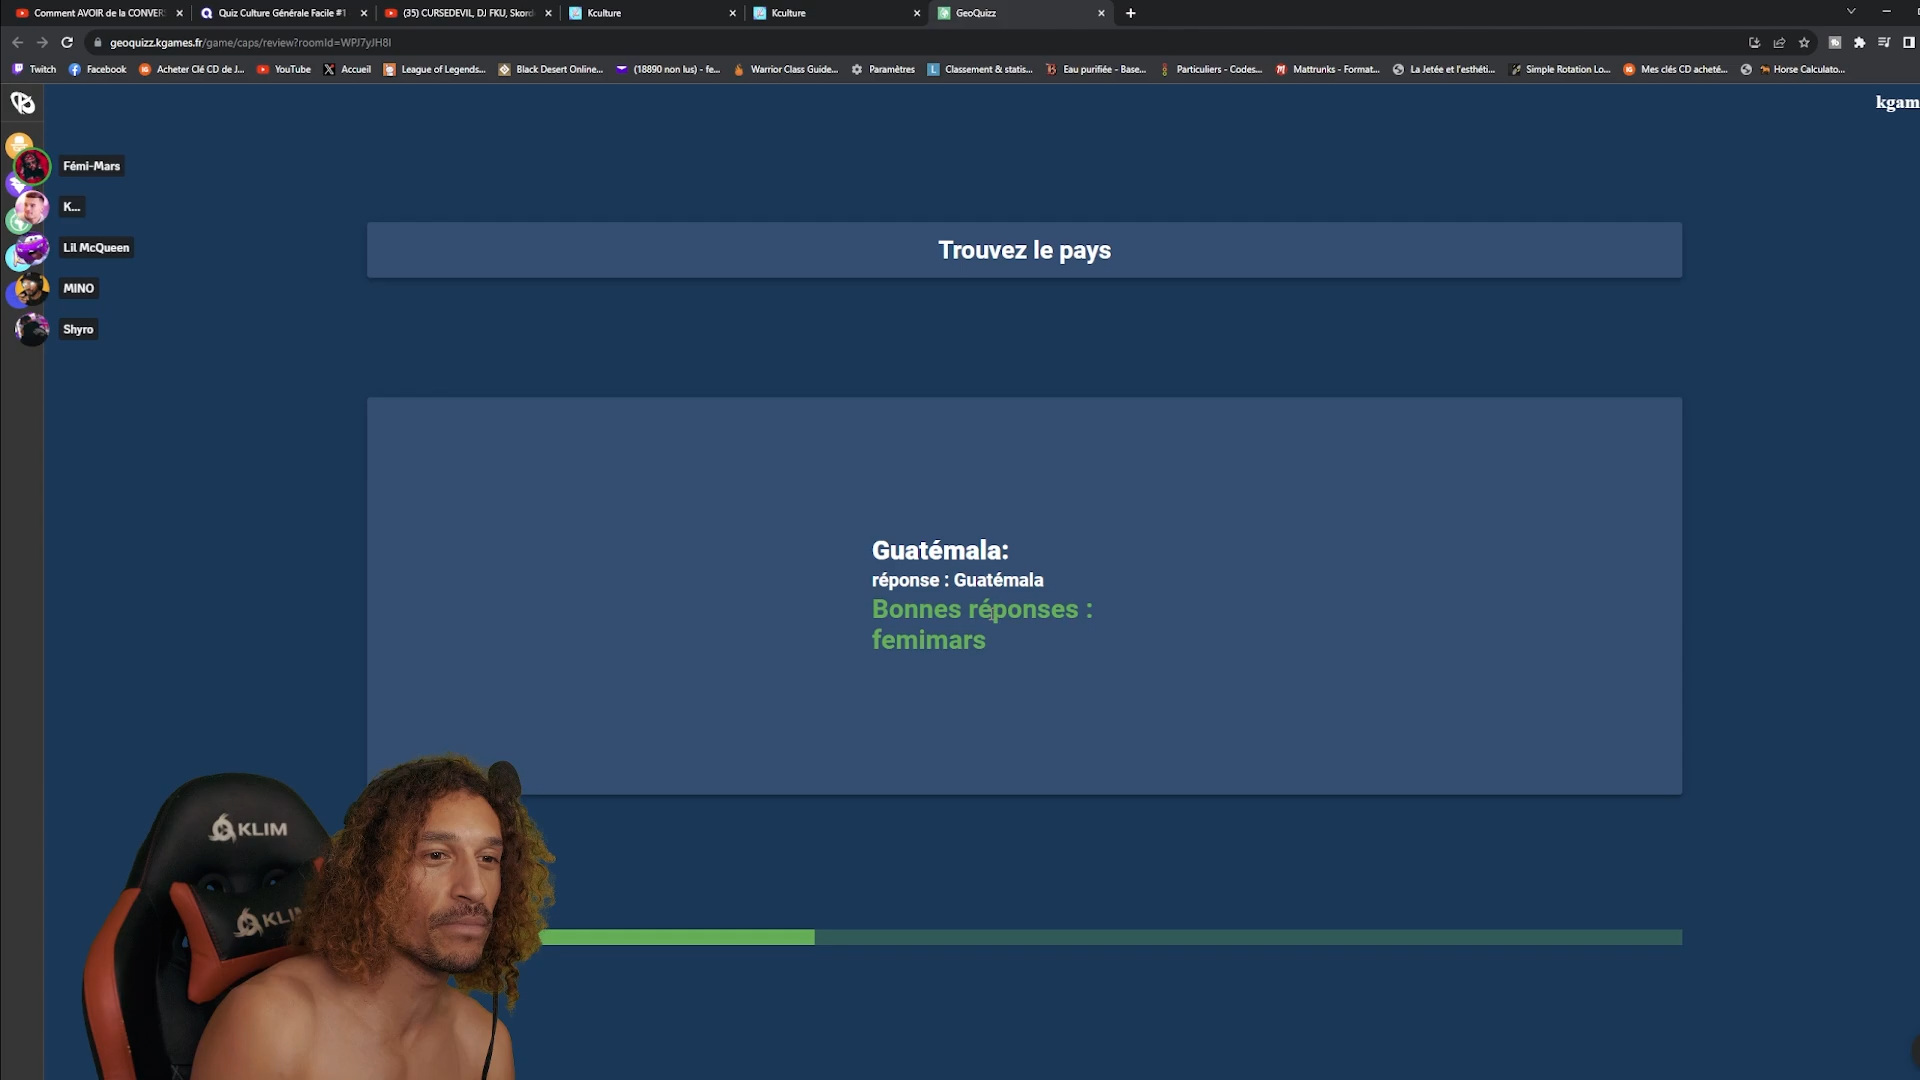 Comment AVOIR de la CONVER
Quiz Culture Générale Facile #1
(35) CURSEDEVIL, DJ FKU, Skord
Kculture
Kculture
GeoQuizz
geoquizz.kgames.fr/game/caps/review?roomId=WPJ7yJH8I
Twitch
Facebook
Acheter Clé CD de J...
YouTube
Accueil
League of Legends...
Black Desert Online...
(18890 non lus) - fe...
Warrior Class Guide...
Paramètres
Classement & statis...
Eau purifiée - Base...
Particuliers - Codes...
Mattrunks - Format...
La Jetée et l'esthéti...
Simple Rotation Lo...
Mes clés CD acheté...
Horse Calculato...
kgam
Fémi-Mars
K...
Lil McQueen
MINO
Shyro
Trouvez le pays
Guatémala:
réponse : Guatémala
Bonnes réponses :
femimars
KLIM
KLIM